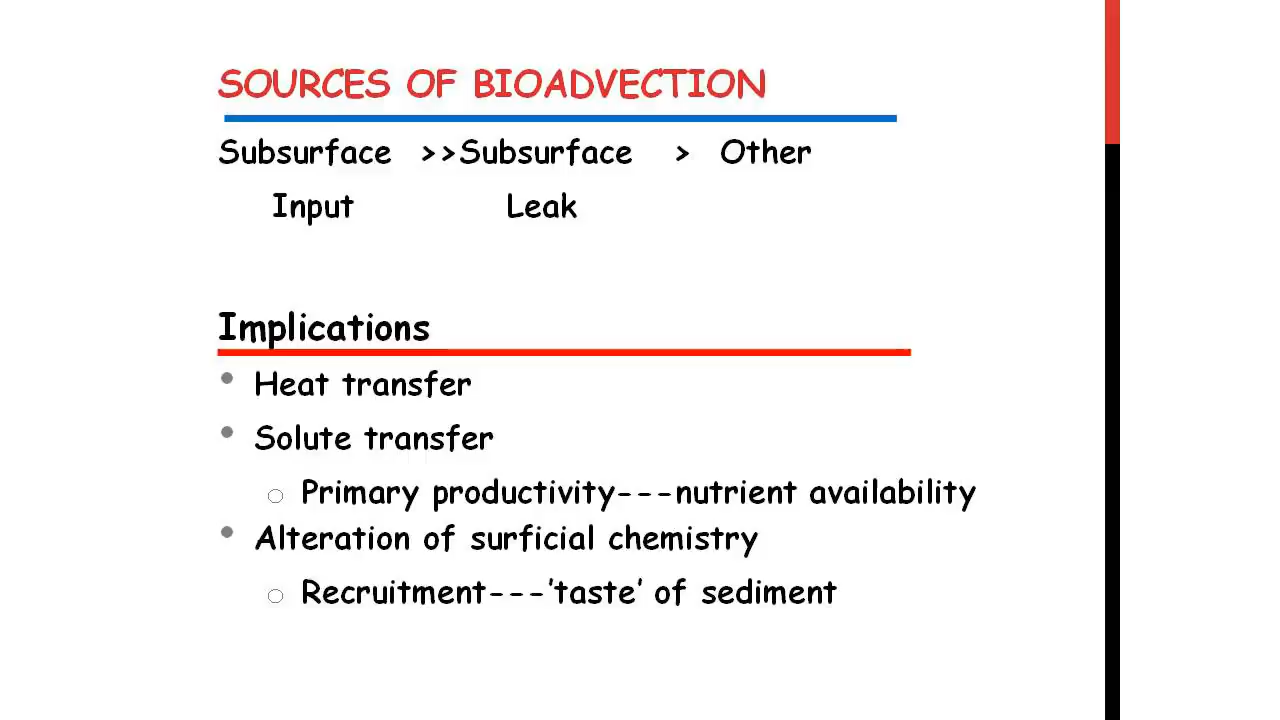 SOURCES OF BIOADVECTION
Subsurface >>Subsurface > Other
Input Leak
Implications
• Heat transfer
• Solute transfer
o Primary productivity---nutrient availability
• Alteration of surficial chemistry
o Recruitment---'taste' of sediment